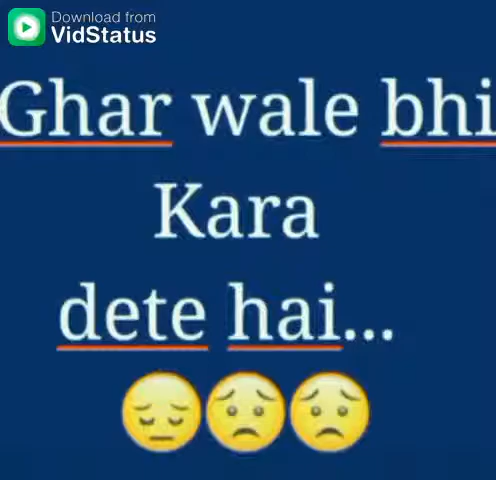 Download from
VidStatus
Ghar wale bhi
Kara
dete hai...